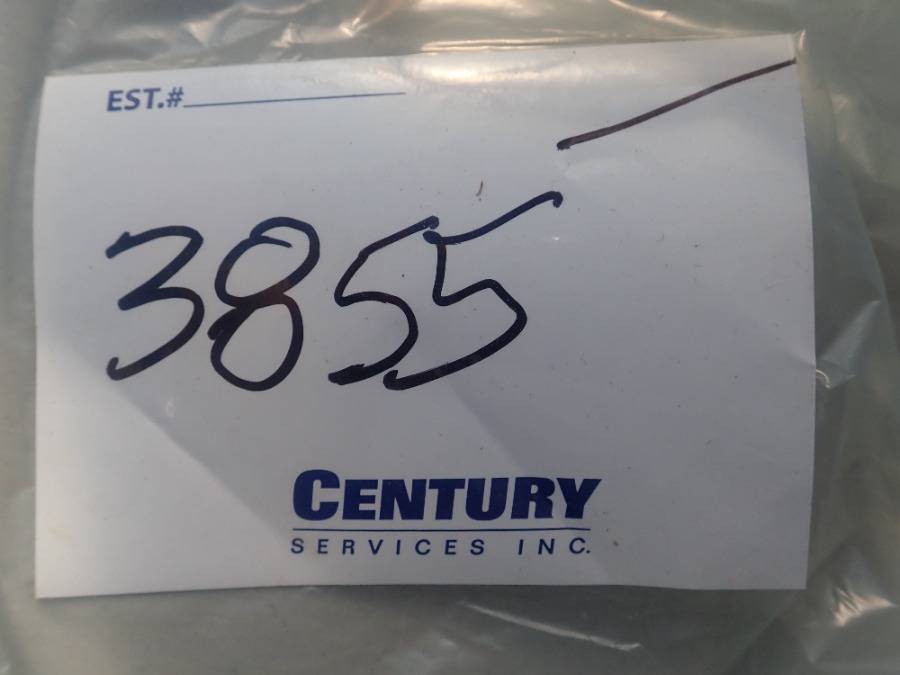 EST.#
3855
CENTURY
SERVICES INC.